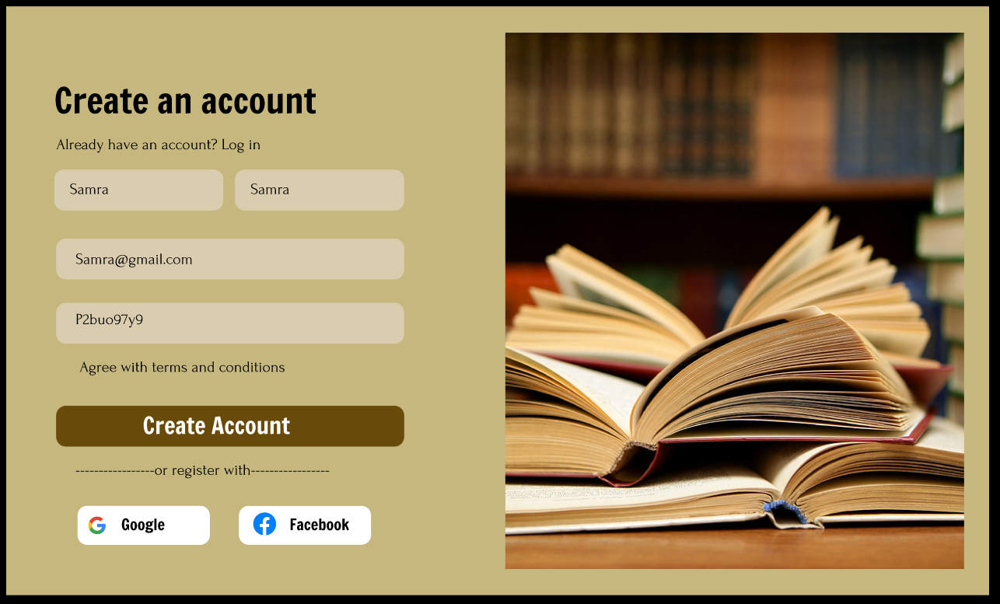 Create an account
Already have an account? Log in
Samra Samra
Samra@gmail.com
P2buo97y9
Agree with terms and conditions
Create Account
-----------------or register with-----------------
Google Facebook